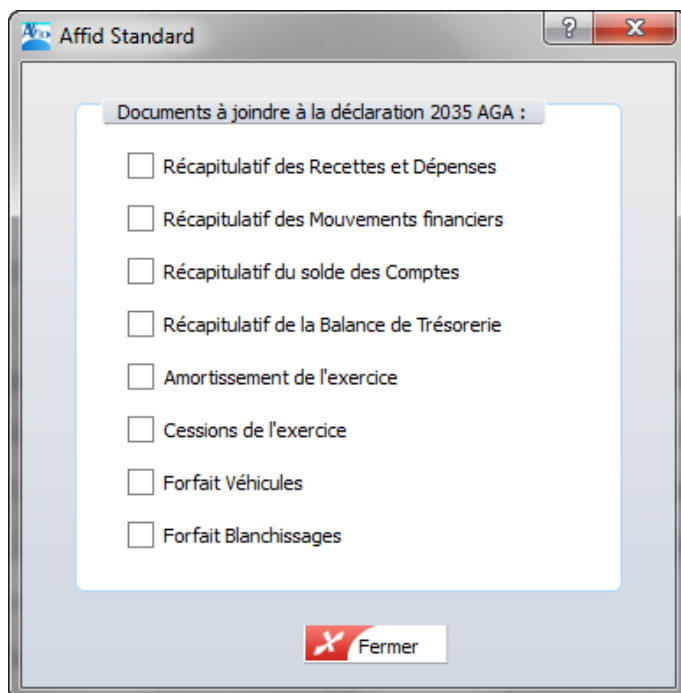 Affid Standard
Documents à joindre à la déclaration 2035 AGA :
Récapitulatif des Recettes et Dépenses
Récapitulatif des Mouvements financiers
Récapitulatif du solde des Comptes
Récapitulatif de la Balance de Trésorerie
Amortissement de l'exercice
Cessions de l'exercice
Forfait Véhicules
Forfait Blanchissages
Fermer